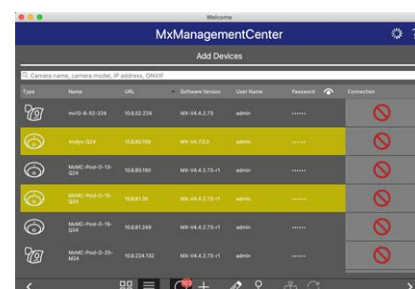 Welcome
MxManagementCenter
?
Add Devices
Camera name, camera model, IP address, ONVIF
Type Name URL Software Version User Name Password Connection
mx10-8-52-224 10.8.52.224 MX-V4.4.2.73 admin ••••••
Andys-Q24 10.8.80.158 MX-V4.7.3.3 admin ••••••
MxMC-Pool-D-15-
Q24 10.8.80.190 MX-V4.4.2.73-r1 admin ••••••
MxMC-Pool-D-16-
Q24 10.8.81.36 MX-V4.4.2.73-r1 admin ••••••
MxMC-Pool-D-19-
Q24 10.8.81.249 MX-V4.4.2.73-r1 admin ••••••
MxMC-Pool-D-20-
M24 10.8.224.132 MX-V4.4.2.73-r1 admin ••••••
103